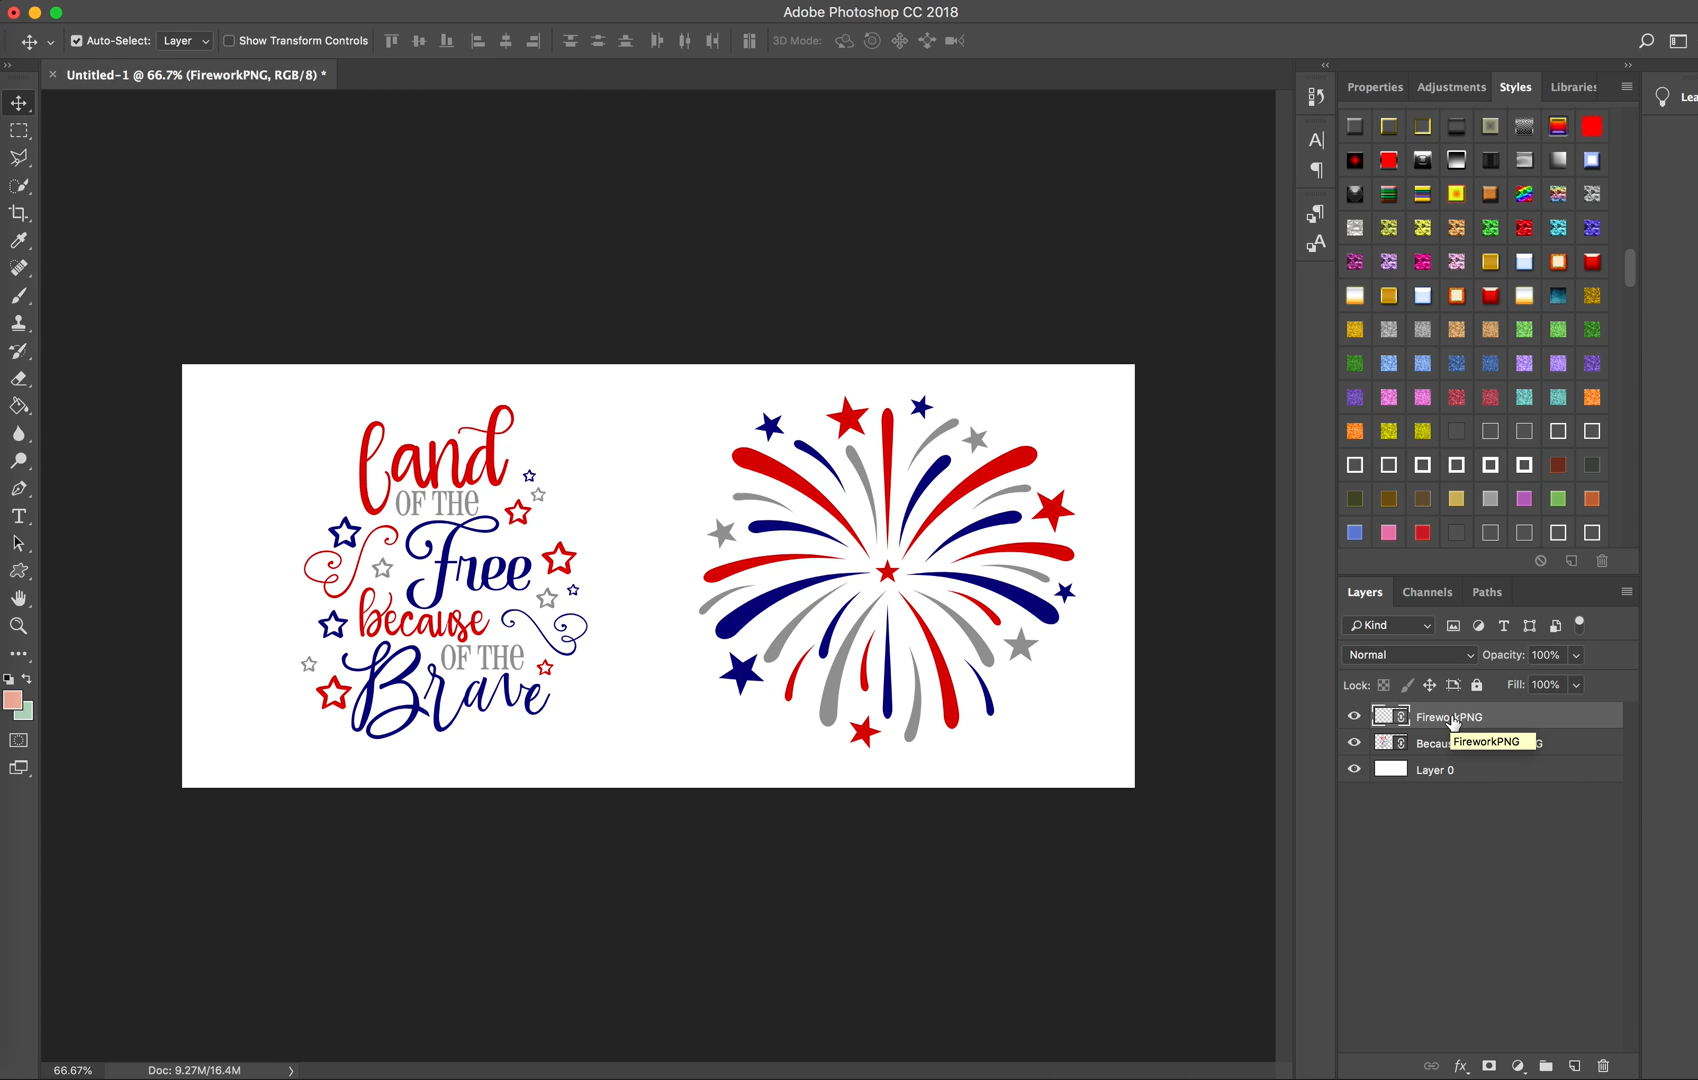 Adobe Photoshop CC 2018
Auto-Select: Layer Show Transform Controls 3D Mode:
× Untitled-1 @ 66.7% (FireworkPNG, RGB/8) *
Properties Adjustments Styles Libraries
Land
OF THE
Free
because
OF THE
Brave
Layers Channels Paths
Kind
Normal Opacity: 100%
Lock: Fill: 100%
FireworkPNG
FireworkPNG
Layer 0
66.67% Doc: 9.27M/16.4M